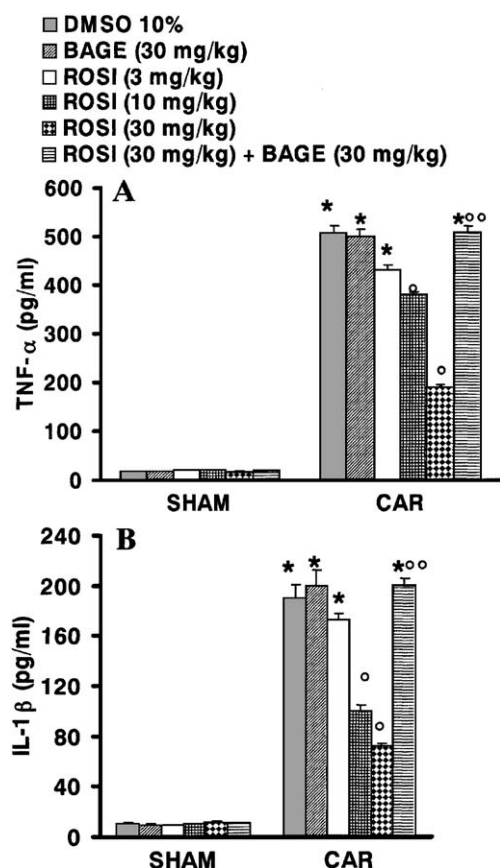 DMSO 10%
BAGE (30 mg/kg)
ROSI (3 mg/kg)
ROSI (10 mg/kg)
ROSI (30 mg/kg)
ROSI (30 mg/kg) + BAGE (30 mg/kg)
A
TNF-α (pg/ml)
600
500
400
300
200
100
0
* * * ° ° *°°
SHAM CAR
B
IL-1β (pg/ml)
240
200
160
120
80
40
0
* * * ° ° *°°
SHAM CAR